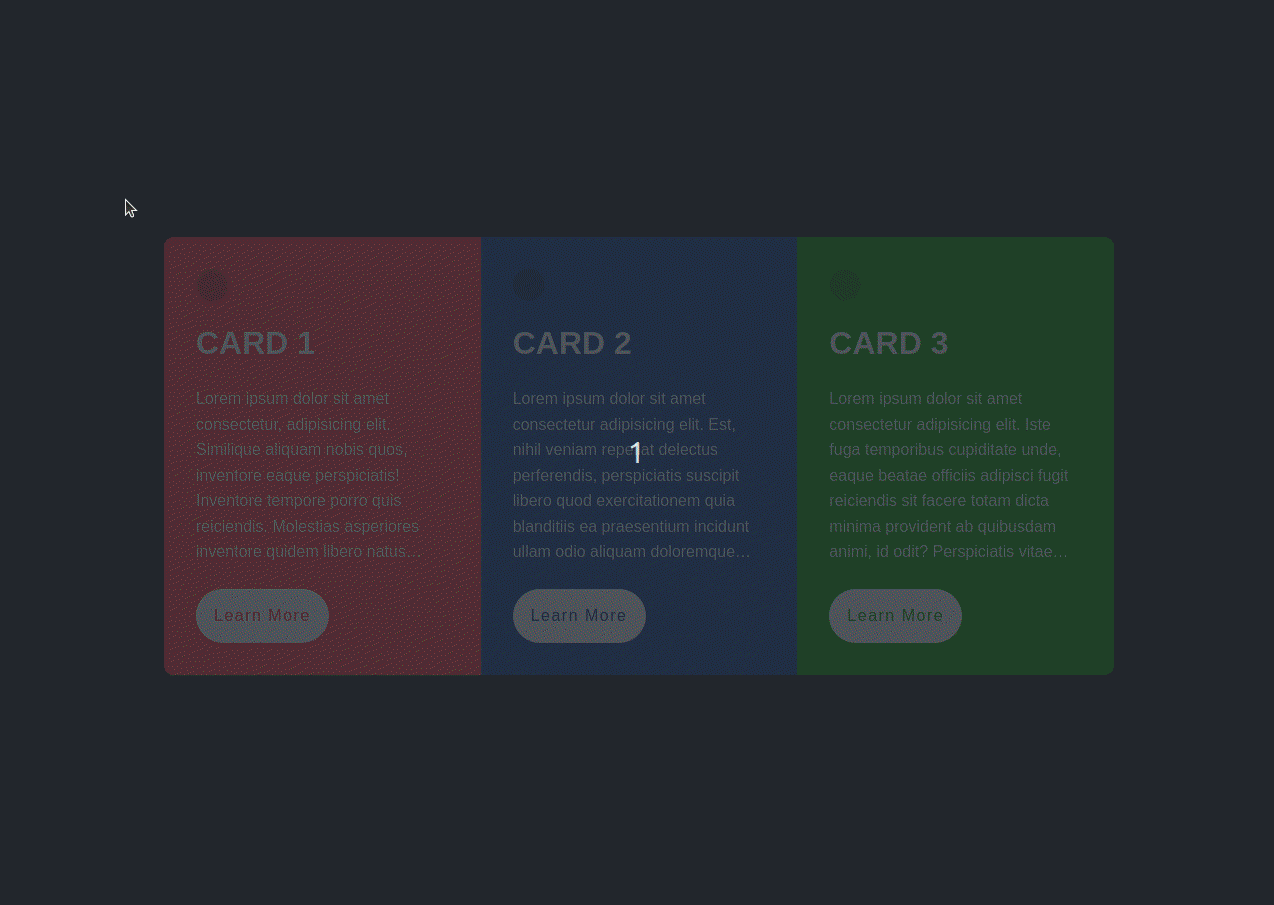 CARD 1
Lorem ipsum dolor sit amet
consectetur, adipisicing elit.
Similique aliquam nobis quos,
inventore eaque perspiciatis!
Inventore tempore porro quis
reiciendis. Molestias asperiores
inventore quidem libero natus…
Learn More
CARD 2
Lorem ipsum dolor sit amet
consectetur adipisicing elit. Est,
nihil veniam repellat delectus
perferendis, perspiciatis suscipit
libero quod exercitationem quia
blanditiis ea praesentium incidunt
ullam odio aliquam doloremque…
Learn More
1
CARD 3
Lorem ipsum dolor sit amet
consectetur adipisicing elit. Iste
fuga temporibus cupiditate unde,
eaque beatae officiis adipisci fugit
reiciendis sit facere totam dicta
minima provident ab quibusdam
animi, id odit? Perspiciatis vitae…
Learn More